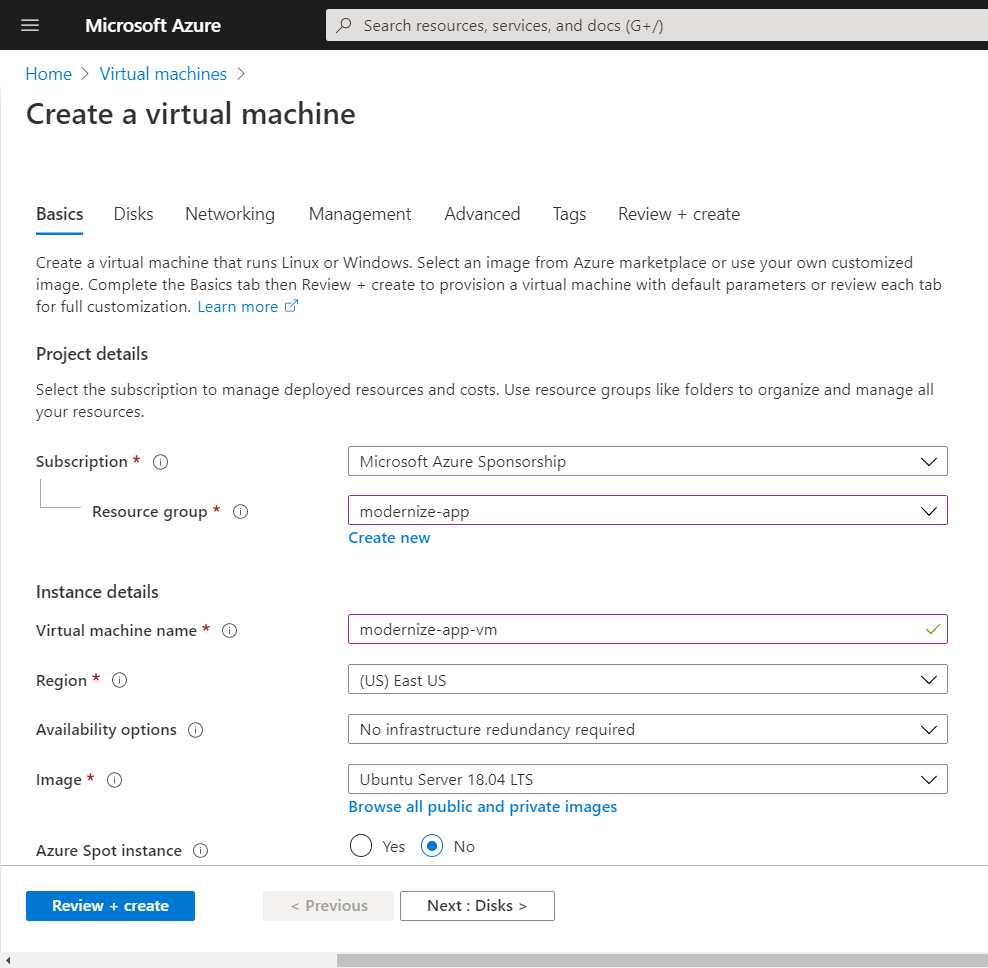 Microsoft Azure
Search resources, services, and docs (G+/)
Home > Virtual machines >
Create a virtual machine
Basics Disks Networking Management Advanced Tags Review + create
Create a virtual machine that runs Linux or Windows. Select an image from Azure marketplace or use your own customized
image. Complete the Basics tab then Review + create to provision a virtual machine with default parameters or review each tab
for full customization. Learn more
Project details
Select the subscription to manage deployed resources and costs. Use resource groups like folders to organize and manage all
your resources.
Subscription * Microsoft Azure Sponsorship
Resource group * modernize-app
Create new
Instance details
Virtual machine name * modernize-app-vm
Region * (US) East US
Availability options No infrastructure redundancy required
Image * Ubuntu Server 18.04 LTS
Browse all public and private images
Azure Spot instance Yes No
Review + create < Previous Next : Disks >